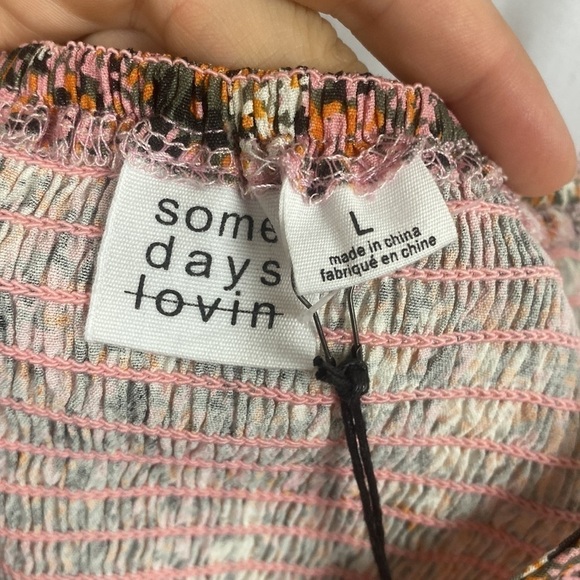 some
days
lovin
L
made in china
fabriqué en chine